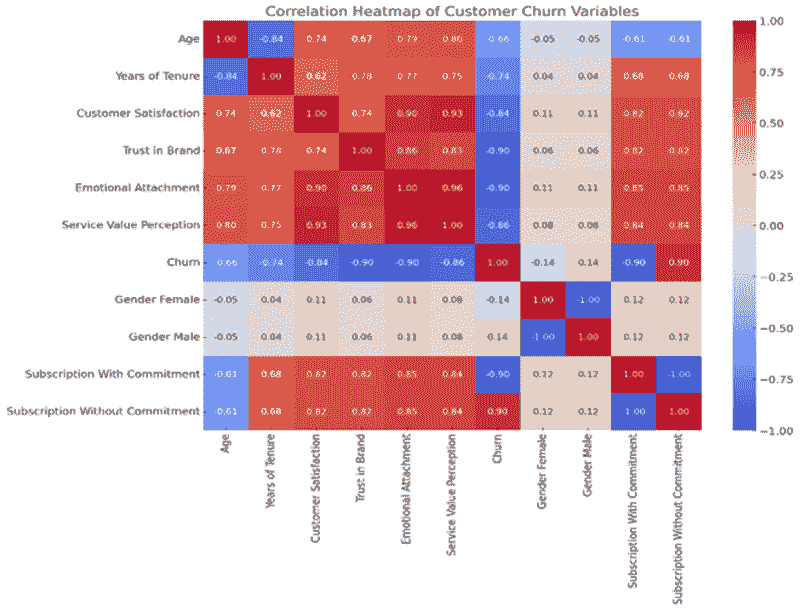 Correlation Heatmap of Customer Churn Variables
Age 1.00 -0.84 0.74 0.67 0.79 0.80 -0.66 -0.05 -0.05 -0.61 -0.61
1.00
Years of Tenure -0.84 1.00 0.62 0.78 0.77 0.75 -0.74 0.04 0.04 0.68 0.68
0.75
Customer Satisfaction 0.74 0.62 1.00 0.74 0.90 0.93 -0.84 0.11 0.11 0.82 0.82
0.50
Trust in Brand 0.67 0.78 0.74 1.00 0.86 0.83 -0.90 0.06 0.06 0.82 0.82
Emotional Attachment 0.79 0.77 0.90 0.86 1.00 0.96 -0.90 0.11 0.11 0.85 0.85
0.25
Service Value Perception 0.80 0.75 0.93 0.83 0.96 1.00 -0.86 0.08 0.08 0.84 0.84
0.00
Churn -0.66 -0.74 -0.84 -0.90 -0.90 -0.86 1.00 -0.14 0.14 -0.90 0.90
-0.25
Gender Female -0.05 0.04 0.11 0.06 0.11 0.08 -0.14 1.00 -1.00 0.12 0.12
-0.50
Gender Male -0.05 0.04 0.11 0.06 0.11 0.08 0.14 -1.00 1.00 0.12 0.12
Subscription With Commitment -0.61 0.68 0.82 0.82 0.85 0.84 -0.90 0.12 0.12 1.00 -1.00
-0.75
Subscription Without Commitment -0.61 0.68 0.82 0.82 0.85 0.84 0.90 0.12 0.12 -1.00 1.00
-1.00
Age
Years of Tenure
Customer Satisfaction
Trust in Brand
Emotional Attachment
Service Value Perception
Churn
Gender Female
Gender Male
Subscription With Commitment
Subscription Without Commitment